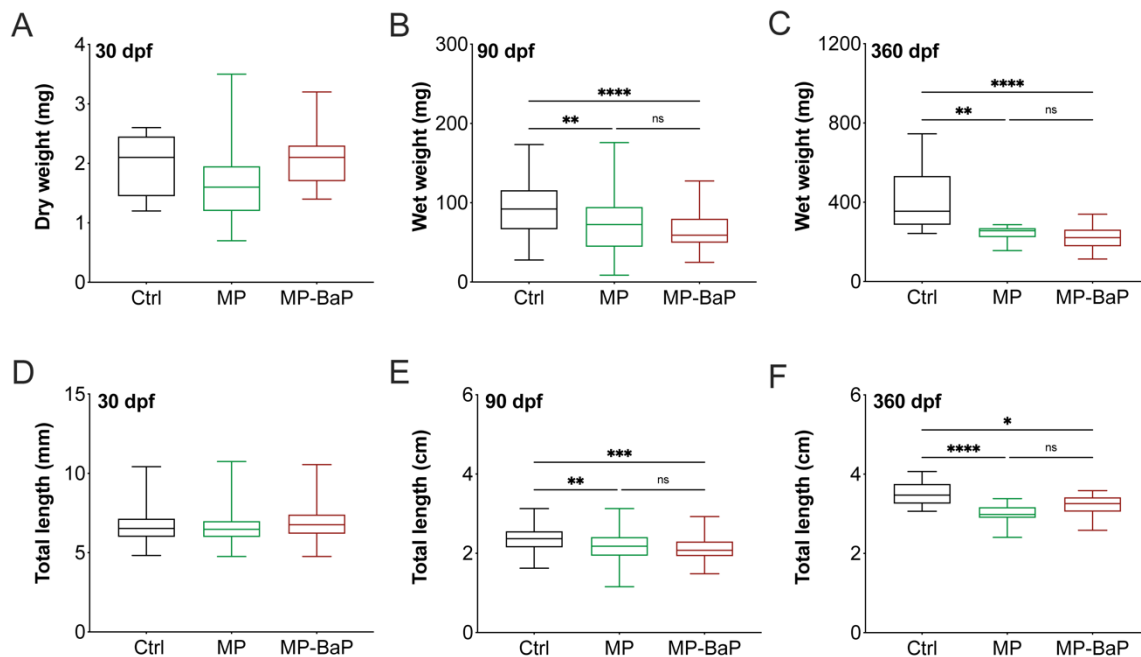 A
30 dpf
Dry weight (mg)
4
3
2
1
0
Ctrl MP MP-BaP
B
90 dpf
Wet weight (mg)
300
200
100
0
****
**
ns
Ctrl MP MP-BaP
C
360 dpf
Wet weight (mg)
1200
800
400
0
****
**
ns
Ctrl MP MP-BaP
D
30 dpf
Total length (mm)
15
10
5
0
Ctrl MP MP-BaP
E
90 dpf
Total length (cm)
6
4
2
0
***
**
ns
Ctrl MP MP-BaP
F
360 dpf
Total length (cm)
6
4
2
0
*
****
ns
Ctrl MP MP-BaP